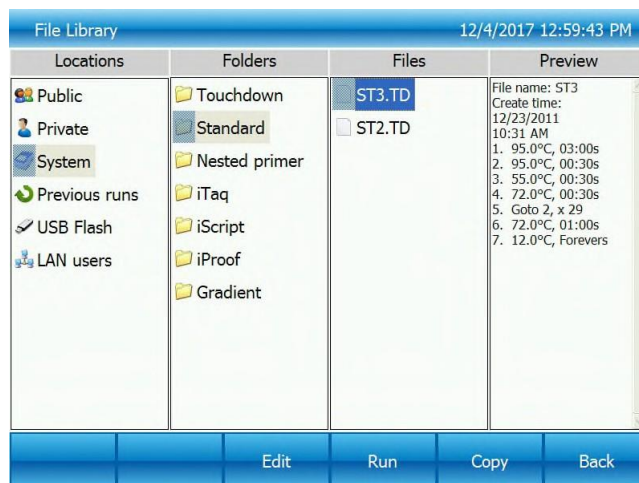 File Library 12/4/2017 12:59:43 PM
Locations Folders Files Preview
Public
Private
System
Previous runs
USB Flash
LAN users
Touchdown
Standard
Nested primer
iTaq
iScript
iProof
Gradient
ST3.TD
ST2.TD
File name: ST3
Create time:
12/23/2011
10:31 AM
1. 95.0°C, 03:00s
2. 95.0°C, 00:30s
3. 55.0°C, 00:30s
4. 72.0°C, 00:30s
5. Goto 2, x 29
6. 72.0°C, 01:00s
7. 12.0°C, Forevers
Edit Run Copy Back